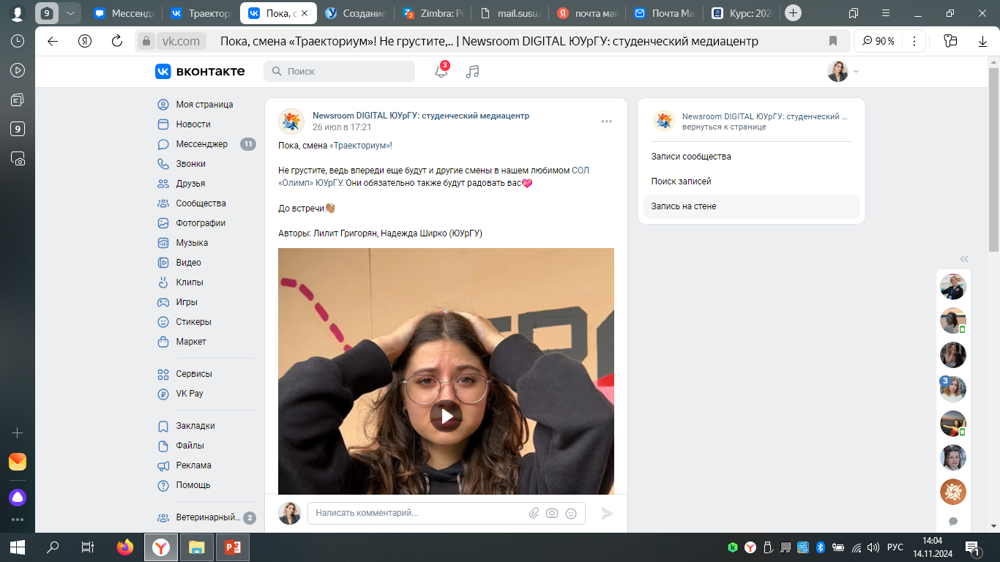 9
Мессендж
Траектори
Пока, с
Создание
Zimbra: Р
mail.susu.
почта май
Почта Ma
Курс: 202
vk.com
Пока, смена «Траекториум»! Не грустите,.. | Newsroom DIGITAL ЮУрГУ: студенческий медиацентр
90 %
9
вконтакте
Поиск
3
Моя страница
Новости
Мессенджер 11
Звонки
Друзья
Сообщества
Фотографии
Музыка
Видео
Клипы
Игры
Стикеры
Маркет
Сервисы
VK Pay
Закладки
Файлы
Реклама
Помощь
Ветеринарный... 2
Newsroom DIGITAL ЮУрГУ: студенческий медиацентр
26 июл в 17:21
Пока, смена «Траекториум»!
Не грустите, ведь впереди еще будут и другие смены в нашем любимом СОЛ
«Олимп» ЮУрГУ. Они обязательно также будут радовать вас💖
До встречи👋🏽
Авторы: Лилит Григорян, Надежда Ширко (ЮУрГУ)
Написать комментарий...
Newsroom DIGITAL ЮУрГУ: студенческий ...
вернуться к странице
Записи сообщества
Поиск записей
Запись на стене
3
РУС
14:04
14.11.2024
1